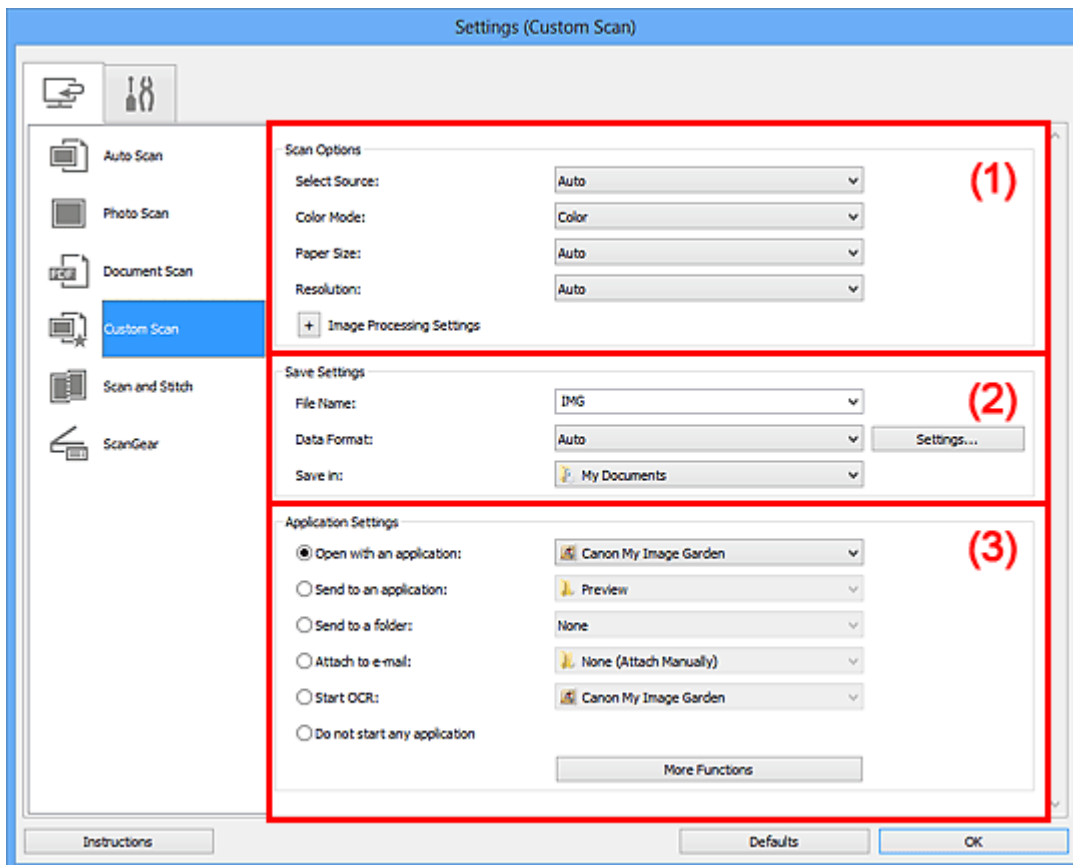 Settings (Custom Scan)
Auto Scan
Photo Scan
Document Scan
Custom Scan
Scan and Stitch
ScanGear
Scan Options
(1)
Select Source: Auto
Color Mode: Color
Paper Size: Auto
Resolution: Auto
+ Image Processing Settings
Save Settings
(2)
File Name: IMG
Data Format: Auto Settings...
Save in: My Documents
Application Settings
(3)
Open with an application: Canon My Image Garden
Send to an application: Preview
Send to a folder: None
Attach to e-mail: None (Attach Manually)
Start OCR: Canon My Image Garden
Do not start any application
More Functions
Instructions Defaults OK